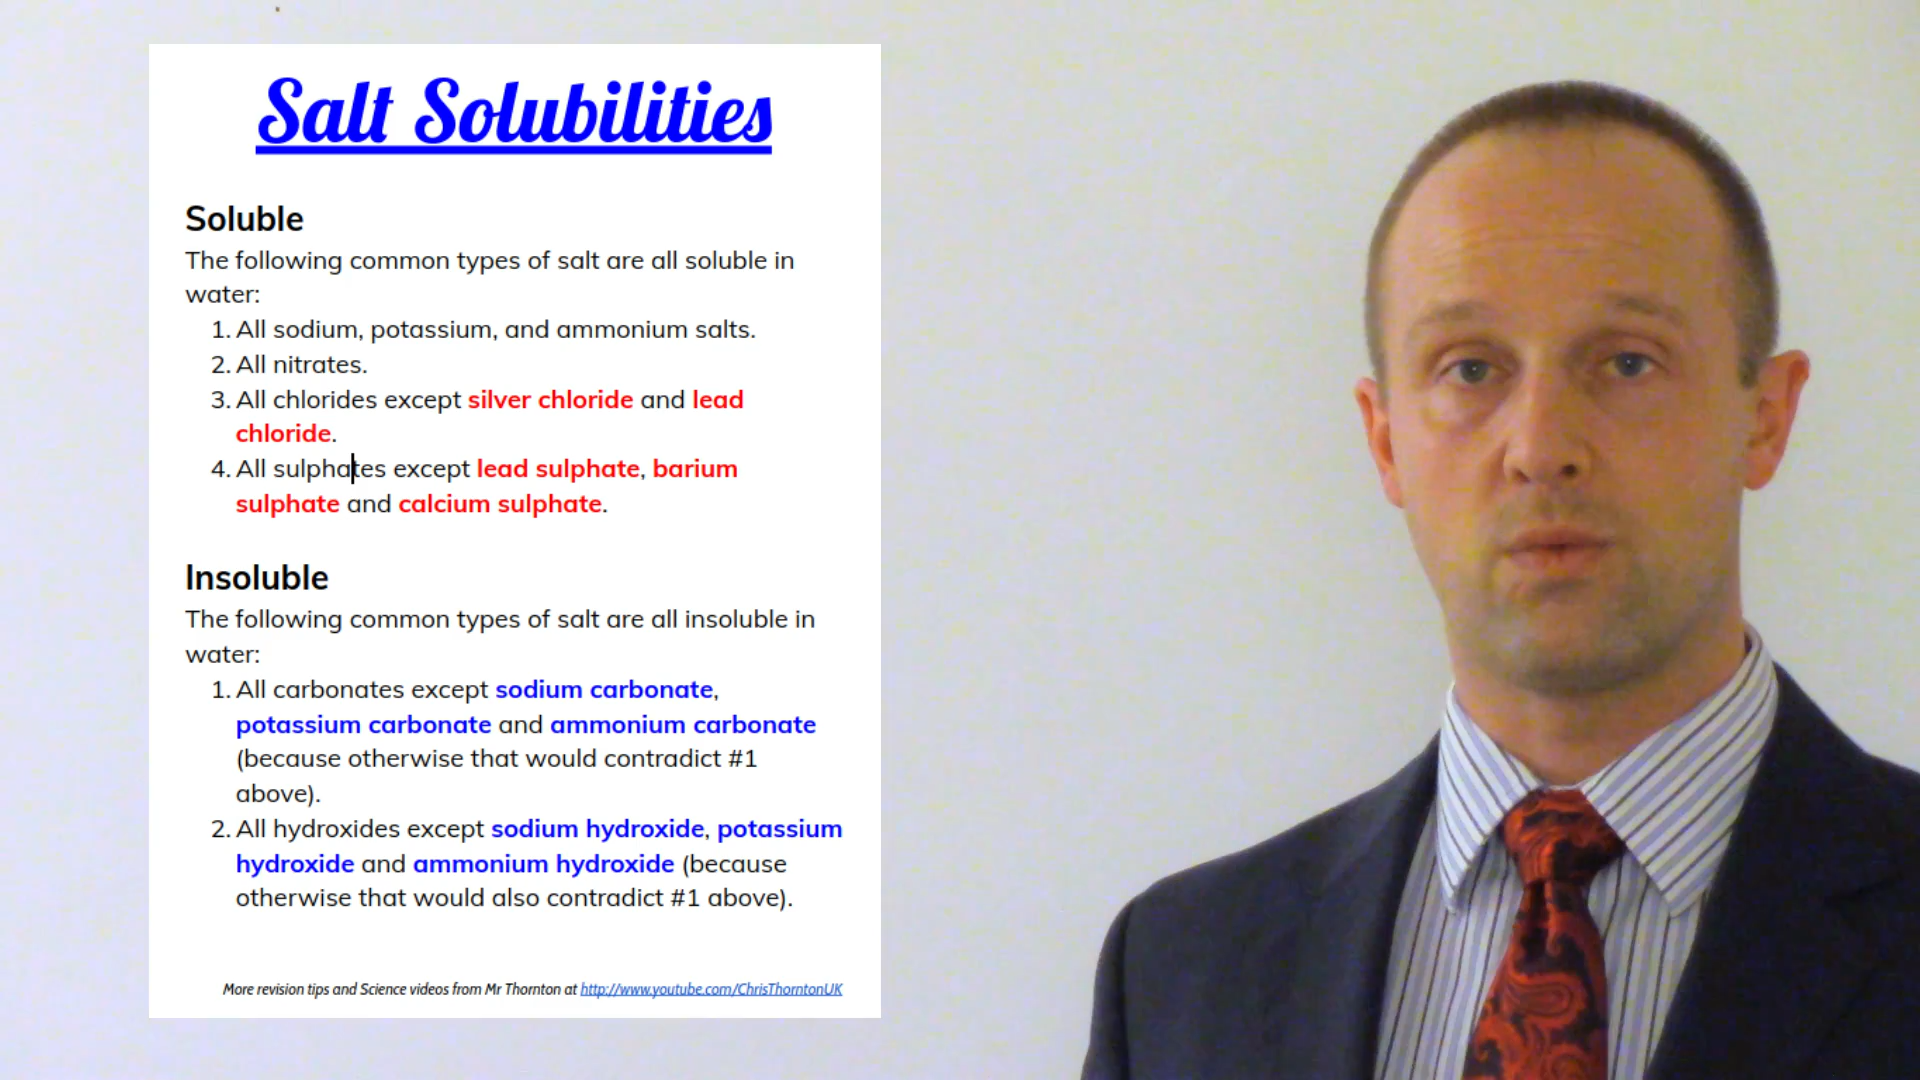 Salt Solubilities
Soluble
The following common types of salt are all soluble in
water:
1. All sodium, potassium, and ammonium salts.
2. All nitrates.
3. All chlorides except silver chloride and lead
chloride.
4. All sulphates except lead sulphate, barium
sulphate and calcium sulphate.
Insoluble
The following common types of salt are all insoluble in
water:
1. All carbonates except sodium carbonate,
potassium carbonate and ammonium carbonate
(because otherwise that would contradict #1
above).
2. All hydroxides except sodium hydroxide, potassium
hydroxide and ammonium hydroxide (because
otherwise that would also contradict #1 above).
More revision tips and Science videos from Mr Thornton at http://www.youtube.com/ChrisThorntonUK